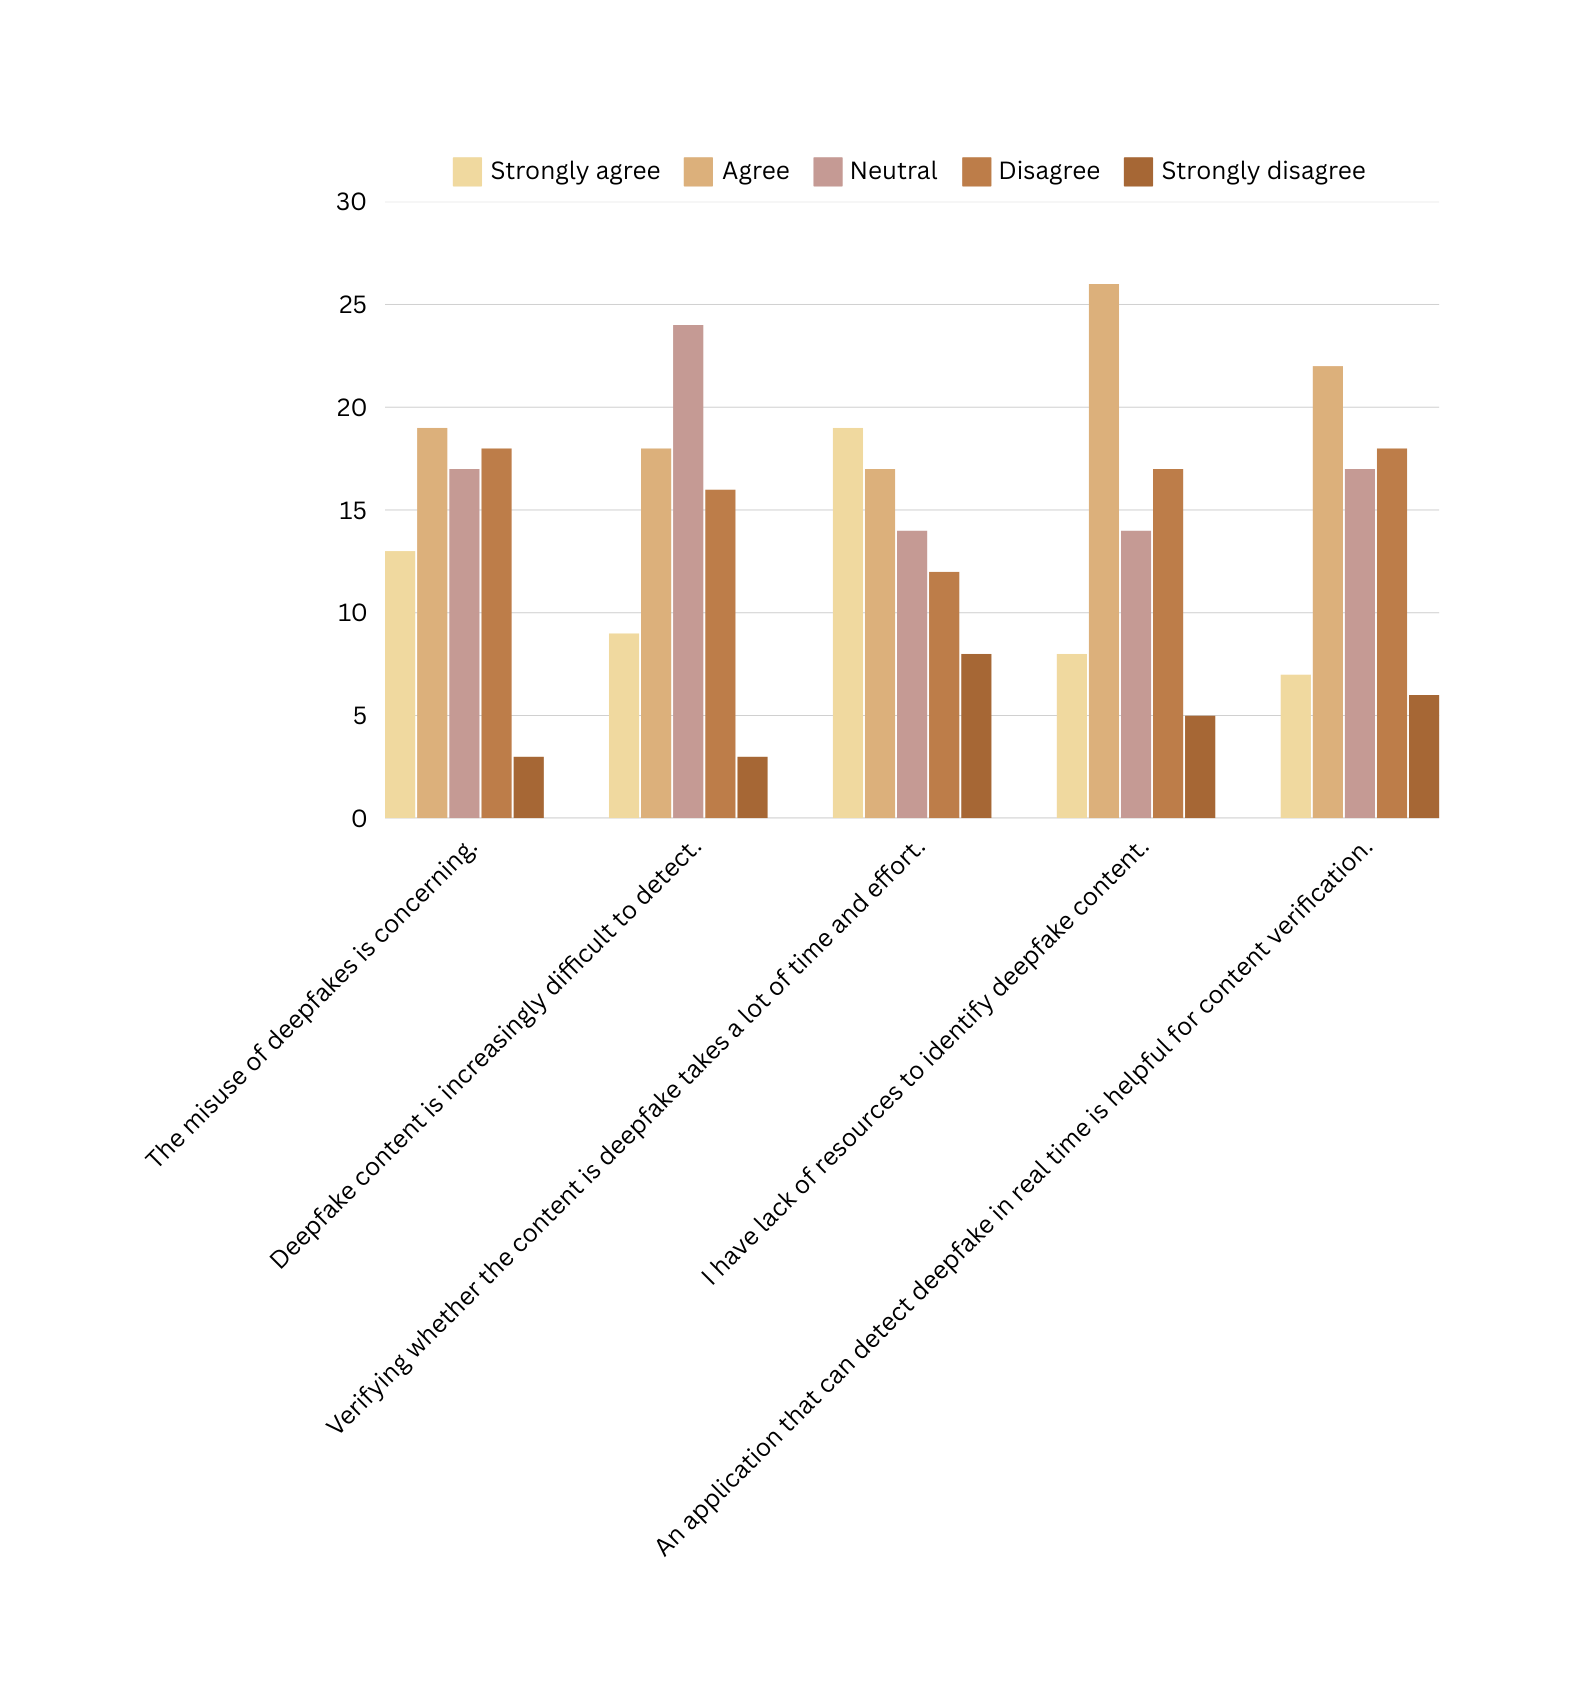 Strongly agree Agree Neutral Disagree Strongly disagree
30
25
20
15
10
5
0
The misuse of deepfakes is concerning.
Deepfake content is increasingly difficult to detect.
Verifying whether the content is deepfake takes a lot of time and effort.
I have lack of resources to identify deepfake content.
An application that can detect deepfake in real time is helpful for content verification.